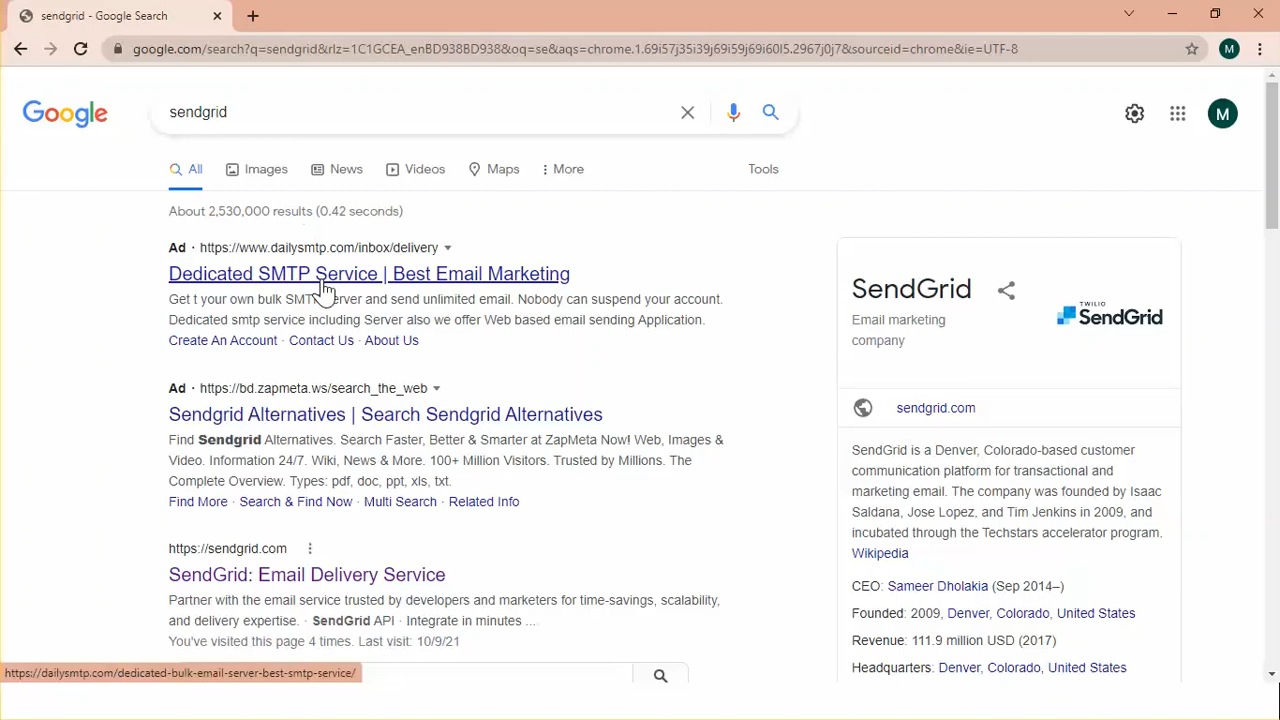 sendgrid - Google Search
google.com/search?q=sendgrid&rlz=1C1GCEA_enBD938BD938&oq=se&aqs=chrome.1.69i57j35i39j69i59j69i60l5.2967j0j7&sourceid=chrome&ie=UTF-8
M
Google
sendgrid
M
All
Images
News
Videos
Maps
More
Tools
About 2,530,000 results (0.42 seconds)
Ad · https://www.dailysmtp.com/inbox/delivery
Dedicated SMTP Service | Best Email Marketing
Get t your own bulk SMTP server and send unlimited email. Nobody can suspend your account.
Dedicated smtp service including Server also we offer Web based email sending Application.
Create An Account · Contact Us · About Us
Ad · https://bd.zapmeta.ws/search_the_web
Sendgrid Alternatives | Search Sendgrid Alternatives
Find Sendgrid Alternatives. Search Faster, Better & Smarter at ZapMeta Now! Web, Images &
Video. Information 24/7. Wiki, News & More. 100+ Million Visitors. Trusted by Millions. The
Complete Overview. Types: pdf, doc, ppt, xls, txt.
Find More · Search & Find Now · Multi Search · Related Info
https://sendgrid.com
SendGrid: Email Delivery Service
Partner with the email service trusted by developers and marketers for time-savings, scalability,
and delivery expertise. · SendGrid API · Integrate in minutes ...
You've visited this page 4 times. Last visit: 10/9/21
https://dailysmtp.com/dedicated-bulk-email-server-best-smtp-service/
SendGrid
Email marketing
company
TWILIO
SendGrid
sendgrid.com
SendGrid is a Denver, Colorado-based customer
communication platform for transactional and
marketing email. The company was founded by Isaac
Saldana, Jose Lopez, and Tim Jenkins in 2009, and
incubated through the Techstars accelerator program.
Wikipedia
CEO: Sameer Dholakia (Sep 2014–)
Founded: 2009, Denver, Colorado, United States
Revenue: 111.9 million USD (2017)
Headquarters: Denver, Colorado, United States